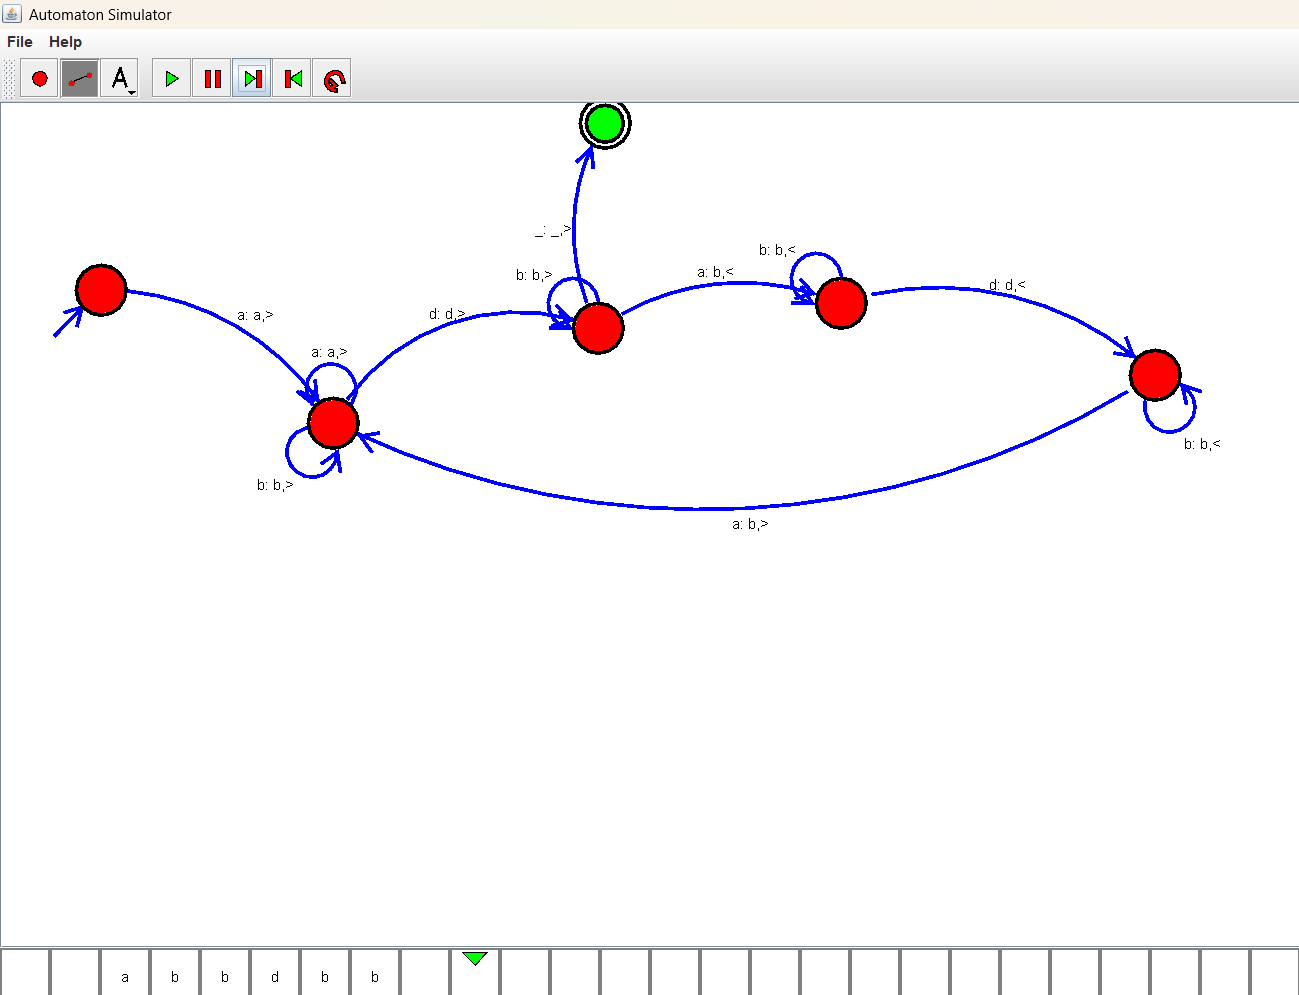 Automaton Simulator
File Help
A
_: _,>
b: b,<
b: b,>
a: b,<
d: d,<
a: a,>
d: d,>
a: a,>
b: b,<
b: b,>
a: b,>
a b b d b b